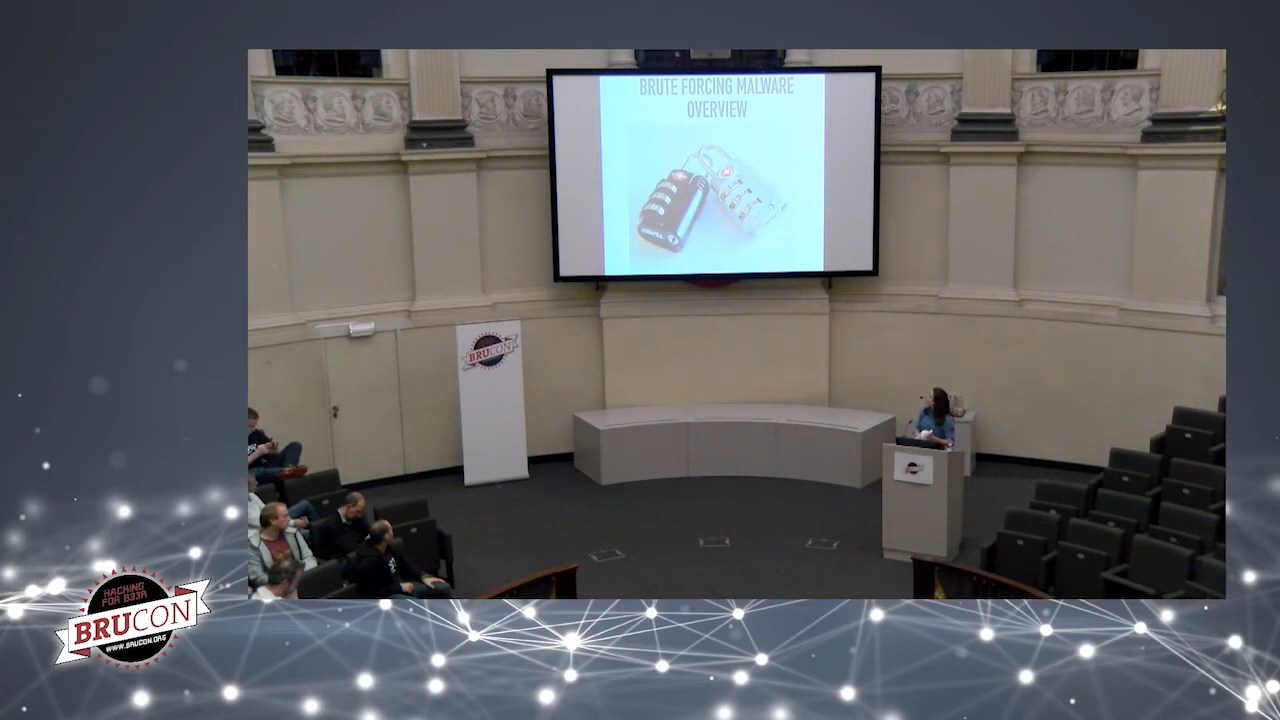 BRUTE FORCING MALWARE
OVERVIEW
BRUCON
HACKING
FOR B33R
BRUCON
WWW.BRUCON.ORG